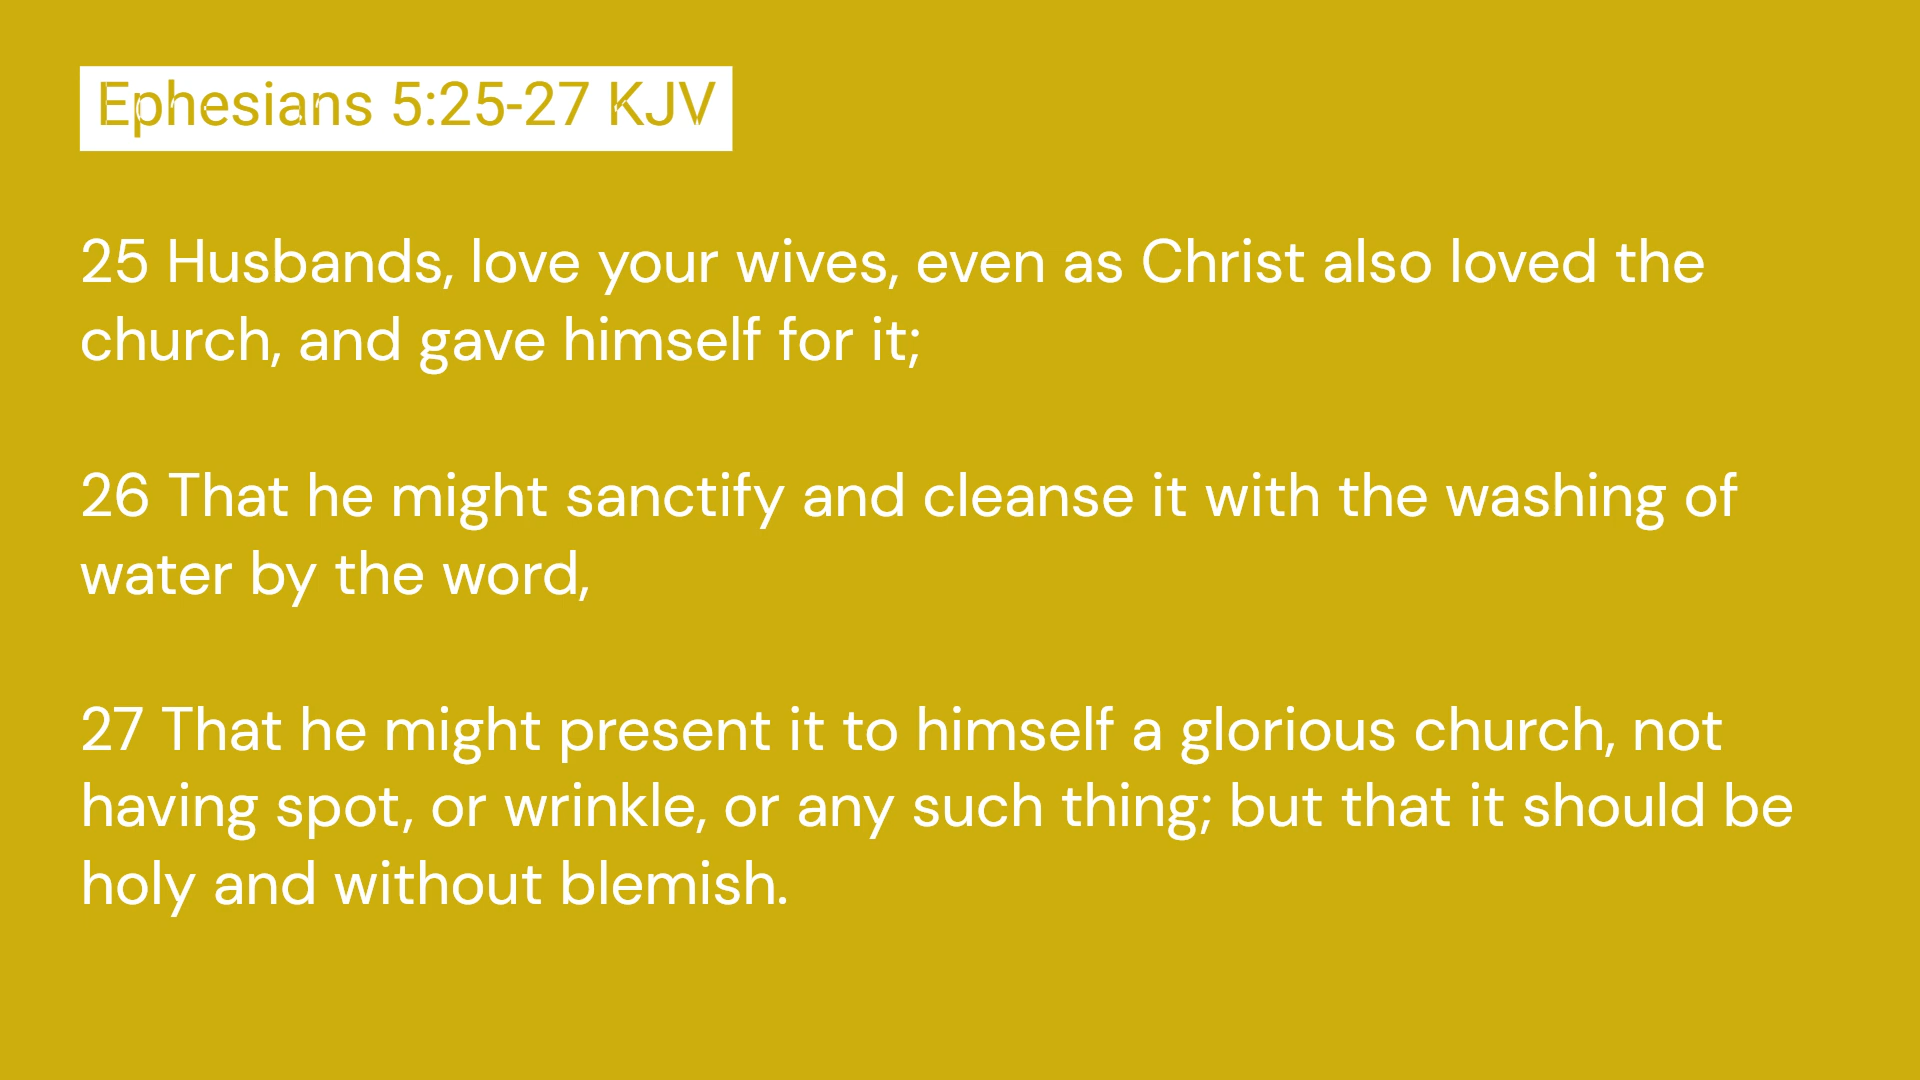 Ephesians 5:25-27 KJV
25 Husbands, love your wives, even as Christ also loved the
church, and gave himself for it;
26 That he might sanctify and cleanse it with the washing of
water by the word,
27 That he might present it to himself a glorious church, not
having spot, or wrinkle, or any such thing; but that it should be
holy and without blemish.